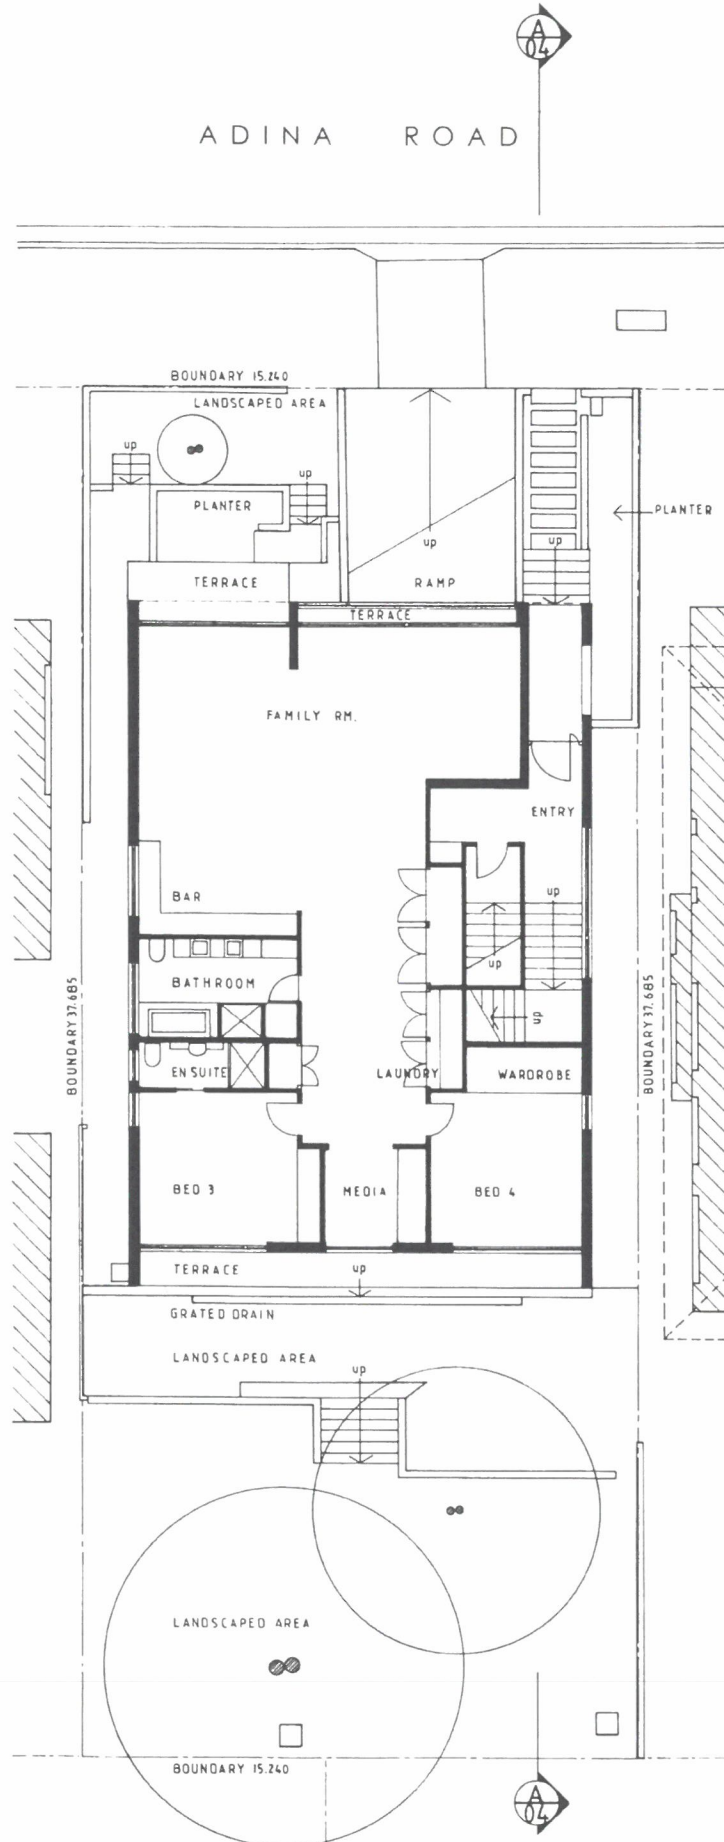 A
04
ADINA ROAD
BOUNDARY 15.240
LANDSCAPED AREA
up
up
PLANTER
up
up
PLANTER
TERRACE
RAMP
TERRACE
FAMILY RM.
ENTRY
BAR
up
up
BATHROOM
BOUNDARY 37.685
BOUNDARY 37.685
up
ENSUITE
LAUNDRY
WARDROBE
BED 3
MEDIA
BED 4
TERRACE
up
GRATED DRAIN
LANDSCAPED AREA
up
LANDSCAPED AREA
BOUNDARY 15.240
A
04